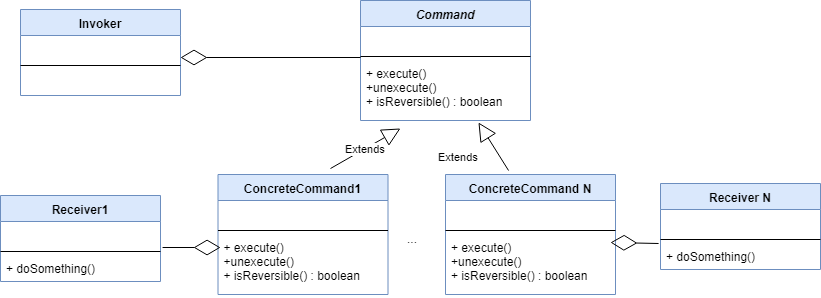 Invoker
Command
+ execute()
+unexecute()
+ isReversible() : boolean
Extends
Extends
Receiver1
+ doSomething()
ConcreteCommand1
+ execute()
+unexecute()
+ isReversible() : boolean
...
ConcreteCommand N
+ execute()
+unexecute()
+ isReversible() : boolean
Receiver N
+ doSomething()